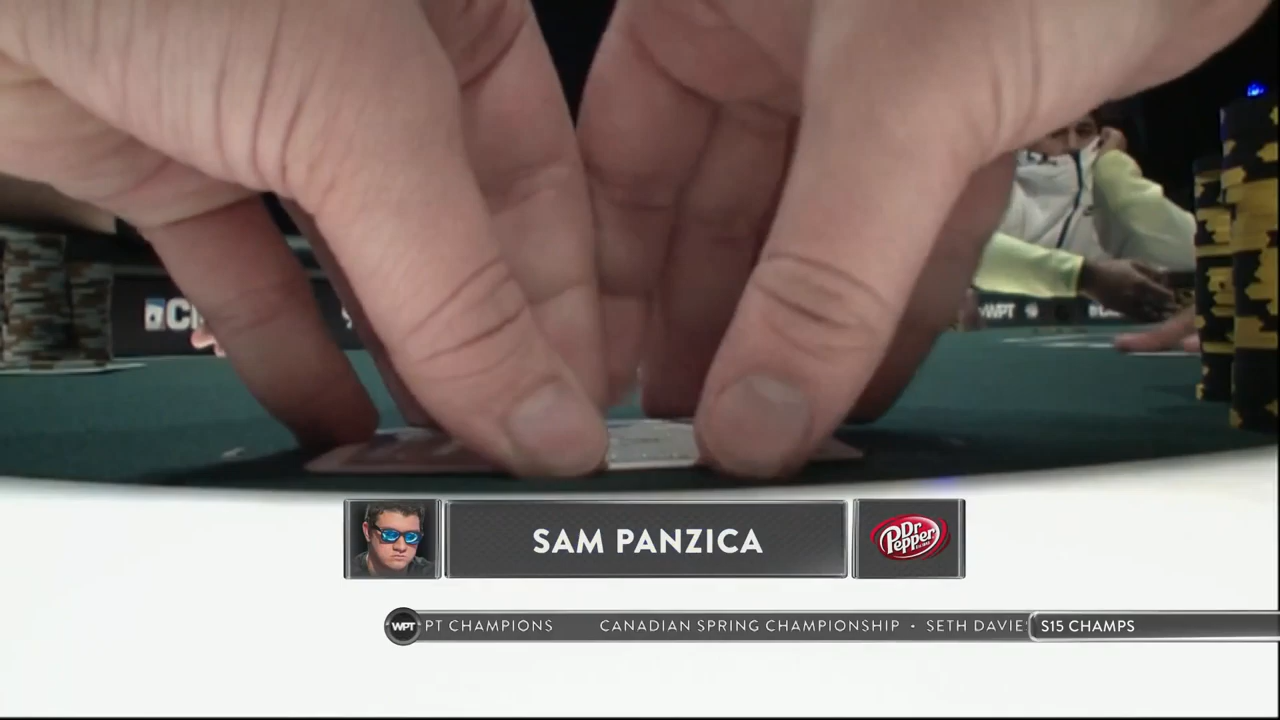 WPT
SAM PANZICA
Dr Pepper
WPT
PT CHAMPIONS CANADIAN SPRING CHAMPIONSHIP • SETH DAVIE
S15 CHAMPS